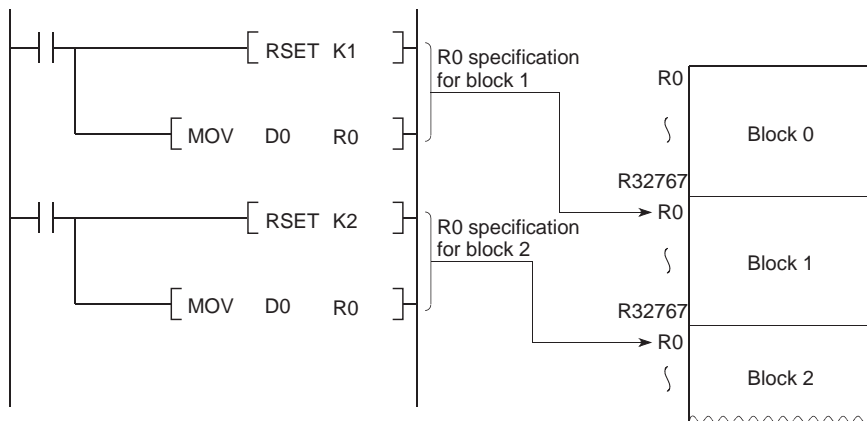 RSET K1
MOV D0 R0
R0 specification
for block 1
RSET K2
MOV D0 R0
R0 specification
for block 2
R0
Block 0
R32767
R0
Block 1
R32767
R0
Block 2